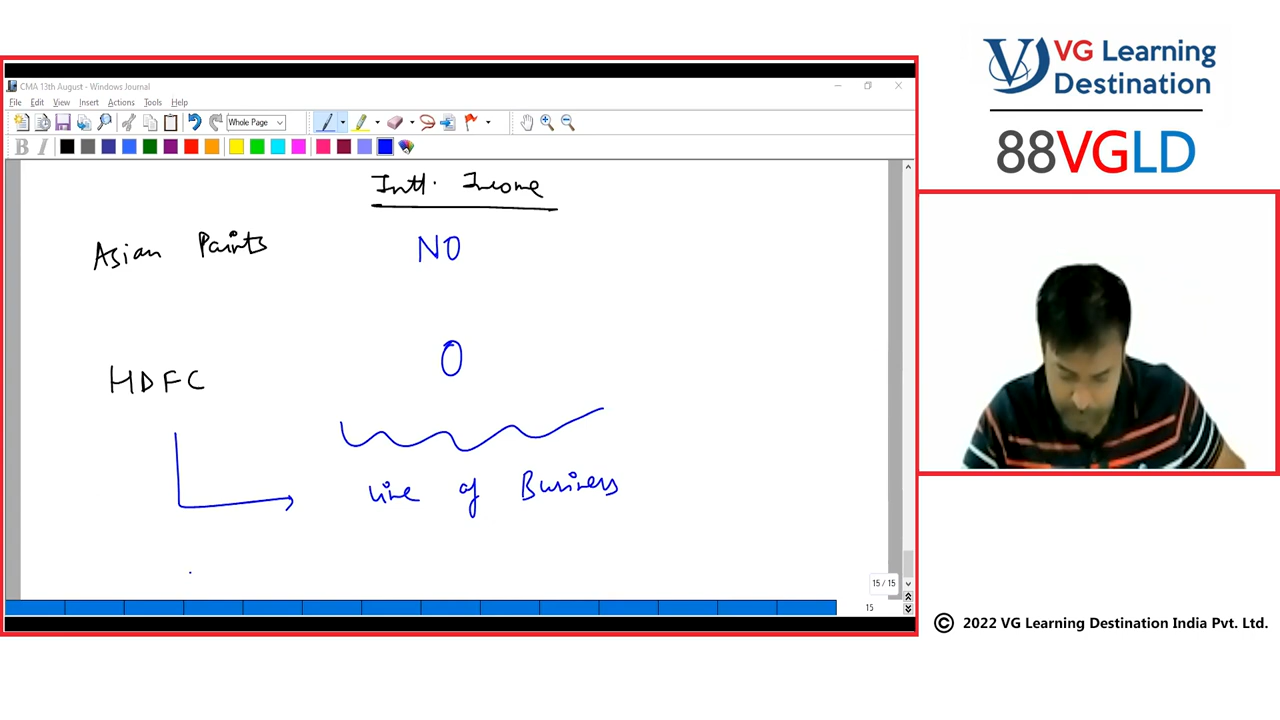 CMA 13th August - Windows Journal
File Edit View Insert Actions Tools Help
Whole Page
B I
Intt. Income
Asian Paints NO
HDFC O
Line of Business
15 / 15
15
VG Learning
Destination
88VGLD
© 2022 VG Learning Destination India Pvt. Ltd.